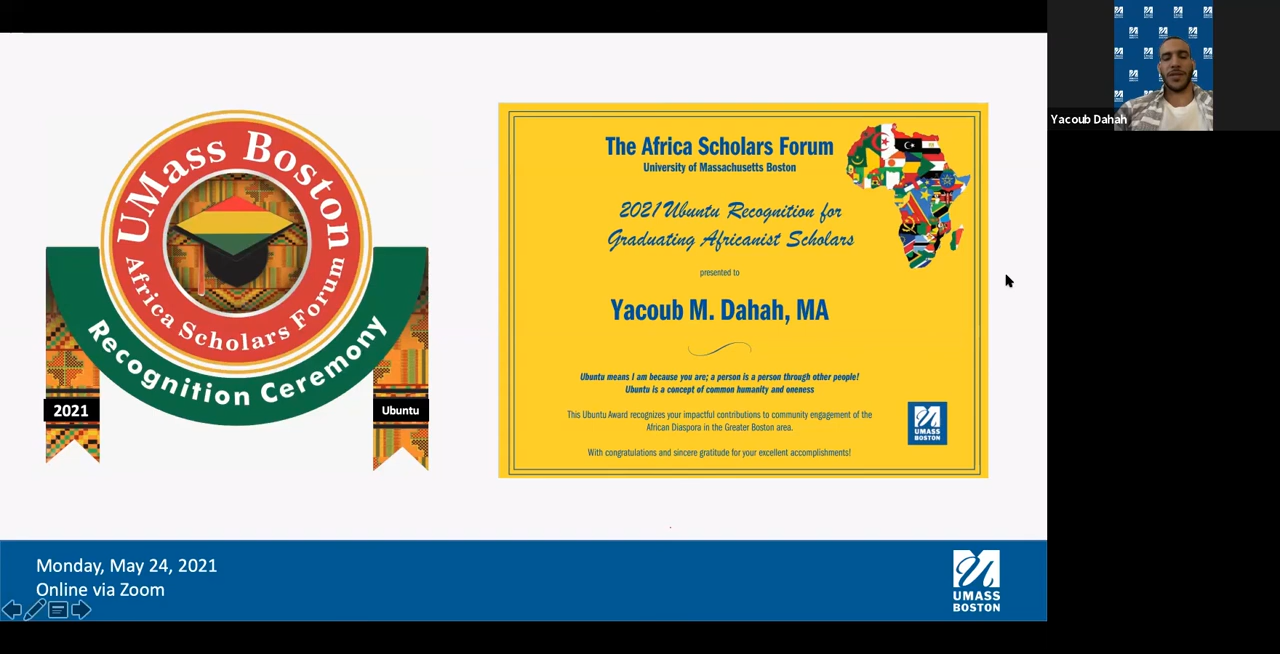 UMass Boston
Africa Scholars Forum
Recognition Ceremony
2021
Ubuntu
The Africa Scholars Forum
University of Massachusetts Boston
2021 Ubuntu Recognition for
Graduating Africanist Scholars
presented to
Yacoub M. Dahah, MA
Ubuntu means I am because you are; a person is a person through other people!
Ubuntu is a concept of common humanity and oneness
This Ubuntu Award recognizes your impactful contributions to community engagement of the
African Diaspora in the Greater Boston area.
With congratulations and sincere gratitude for your excellent accomplishments!
UMASS
BOSTON
Monday, May 24, 2021
Online via Zoom
UMASS
BOSTON
Yacoub Dahah